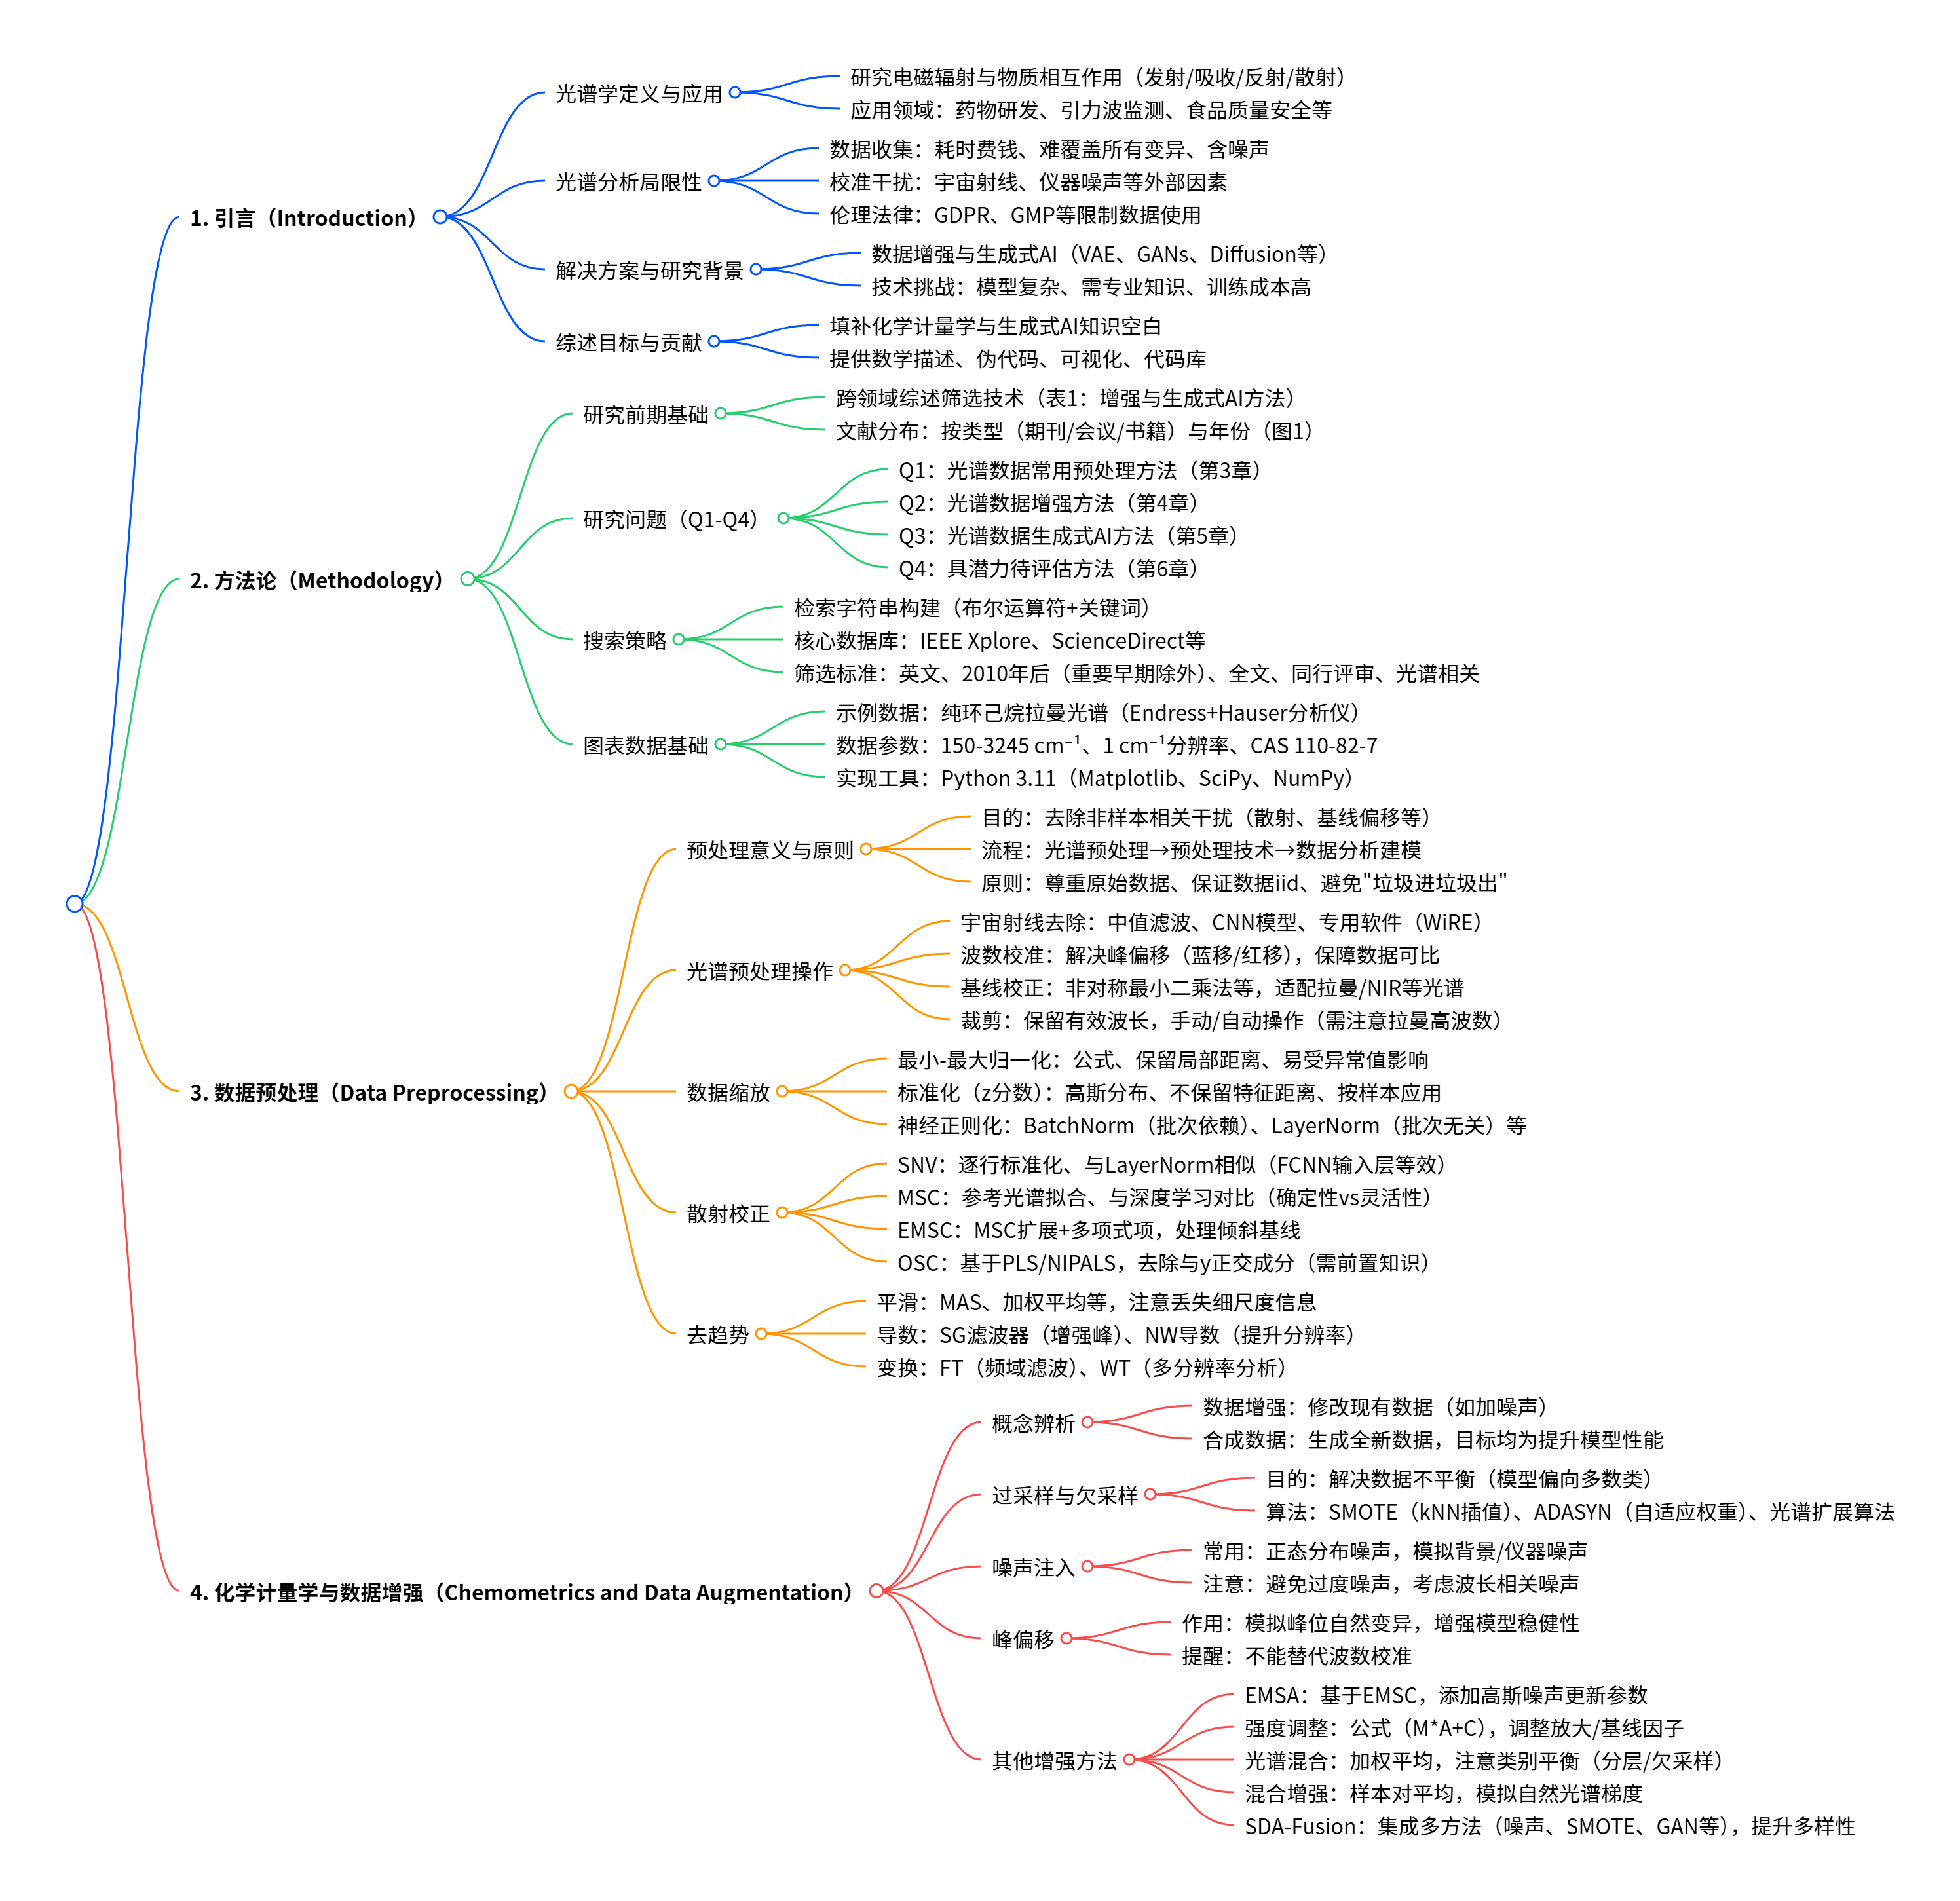 1. 引言（Introduction）
光谱学定义与应用
研究电磁辐射与物质相互作用（发射/吸收/反射/散射）
应用领域：药物研发、引力波监测、食品质量安全等
光谱分析局限性
数据收集：耗时费钱、难覆盖所有变异、含噪声
校准干扰：宇宙射线、仪器噪声等外部因素
伦理法律：GDPR、GMP等限制数据使用
解决方案与研究背景
数据增强与生成式AI（VAE、GANs、Diffusion等）
技术挑战：模型复杂、需专业知识、训练成本高
综述目标与贡献
填补化学计量学与生成式AI知识空白
提供数学描述、伪代码、可视化、代码库
2. 方法论（Methodology）
研究前期基础
跨领域综述筛选技术（表1：增强与生成式AI方法）
文献分布：按类型（期刊/会议/书籍）与年份（图1）
研究问题（Q1-Q4）
Q1：光谱数据常用预处理方法（第3章）
Q2：光谱数据增强方法（第4章）
Q3：光谱数据生成式AI方法（第5章）
Q4：具潜力待评估方法（第6章）
搜索策略
检索字符串构建（布尔运算符+关键词）
核心数据库：IEEE Xplore、ScienceDirect等
筛选标准：英文、2010年后（重要早期除外）、全文、同行评审、光谱相关
图表数据基础
示例数据：纯环己烷拉曼光谱（Endress+Hauser分析仪）
数据参数：150-3245 cm⁻¹、1 cm⁻¹分辨率、CAS 110-82-7
实现工具：Python 3.11（Matplotlib、SciPy、NumPy）
3. 数据预处理（Data Preprocessing）
预处理意义与原则
目的：去除非样本相关干扰（散射、基线偏移等）
流程：光谱预处理→预处理技术→数据分析建模
原则：尊重原始数据、保证数据iid、避免"垃圾进垃圾出"
光谱预处理操作
宇宙射线去除：中值滤波、CNN模型、专用软件（WiRE）
波数校准：解决峰偏移（蓝移/红移），保障数据可比
基线校正：非对称最小二乘法等，适配拉曼/NIR等光谱
裁剪：保留有效波长，手动/自动操作（需注意拉曼高波数）
数据缩放
最小-最大归一化：公式、保留局部距离、易受异常值影响
标准化（z分数）：高斯分布、不保留特征距离、按样本应用
神经正则化：BatchNorm（批次依赖）、LayerNorm（批次无关）等
散射校正
SNV：逐行标准化、与LayerNorm相似（FCNN输入层等效）
MSC：参考光谱拟合、与深度学习对比（确定性vs灵活性）
EMSC：MSC扩展+多项式项，处理倾斜基线
OSC：基于PLS/NIPALS，去除与y正交成分（需前置知识）
去趋势
平滑：MAS、加权平均等，注意丢失细尺度信息
导数：SG滤波器（增强峰）、NW导数（提升分辨率）
变换：FT（频域滤波）、WT（多分辨率分析）
4. 化学计量学与数据增强（Chemometrics and Data Augmentation）
概念辨析
数据增强：修改现有数据（如加噪声）
合成数据：生成全新数据，目标均为提升模型性能
过采样与欠采样
目的：解决数据不平衡（模型偏向多数类）
算法：SMOTE（kNN插值）、ADASYN（自适应权重）、光谱扩展算法
噪声注入
常用：正态分布噪声，模拟背景/仪器噪声
注意：避免过度噪声，考虑波长相关噪声
峰偏移
作用：模拟峰位自然变异，增强模型稳健性
提醒：不能替代波数校准
其他增强方法
EMSA：基于EMSC，添加高斯噪声更新参数
强度调整：公式（M*A+C），调整放大/基线因子
光谱混合：加权平均，注意类别平衡（分层/欠采样）
混合增强：样本对平均，模拟自然光谱梯度
SDA-Fusion：集成多方法（噪声、SMOTE、GAN等），提升多样性